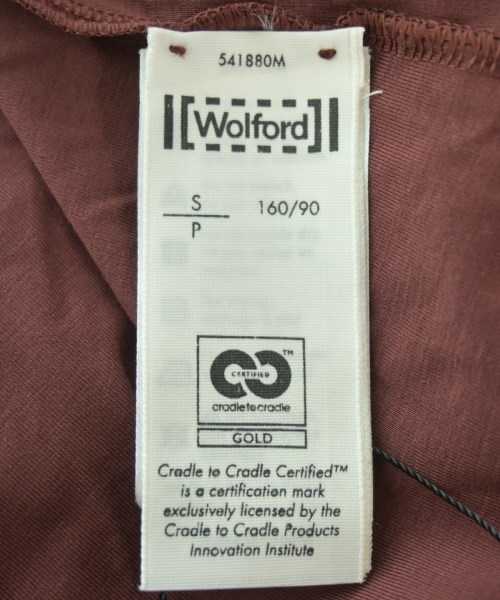 541880M
Wolford
S 160/90
P
CERTIFIED TM
cradletocradle
GOLD
Cradle to Cradle Certified™
is a certification mark
exclusively licensed by the
Cradle to Cradle Products
Innovation Institute